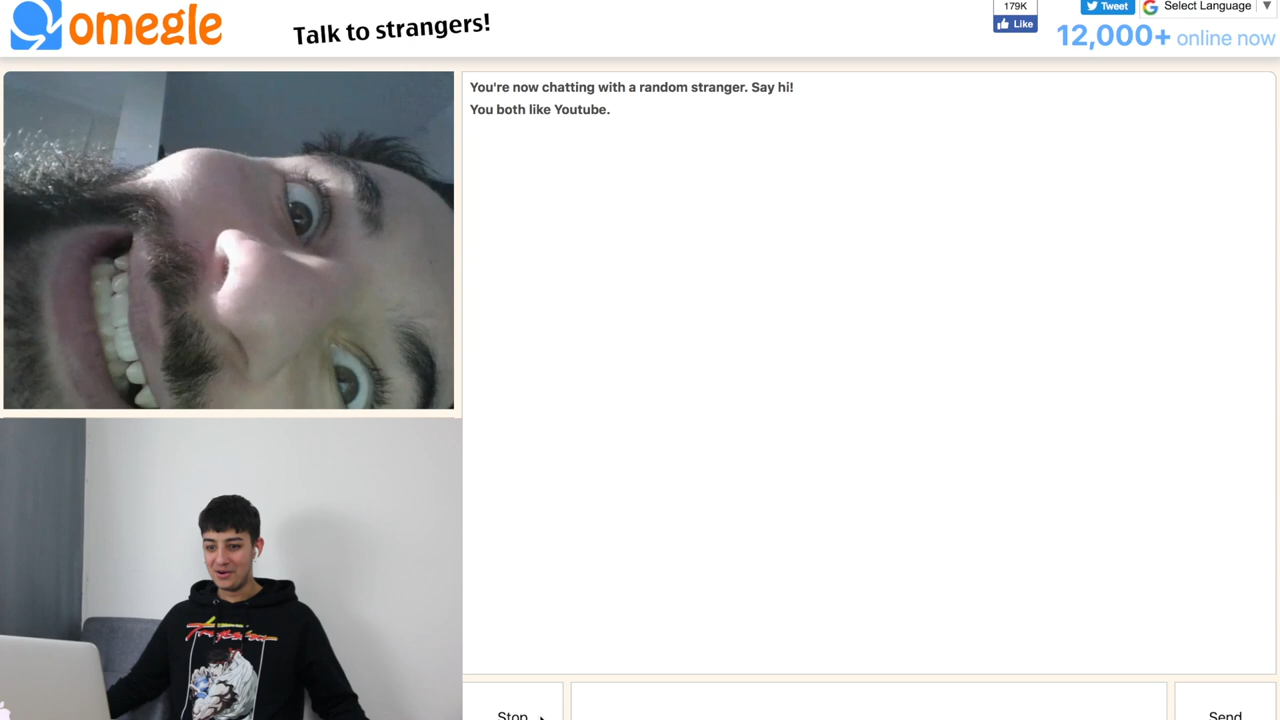 omegle
Talk to strangers!
179K
Like
Tweet
Select Language
12,000+ online now
You're now chatting with a random stranger. Say hi!
You both like Youtube.
Stop
Send